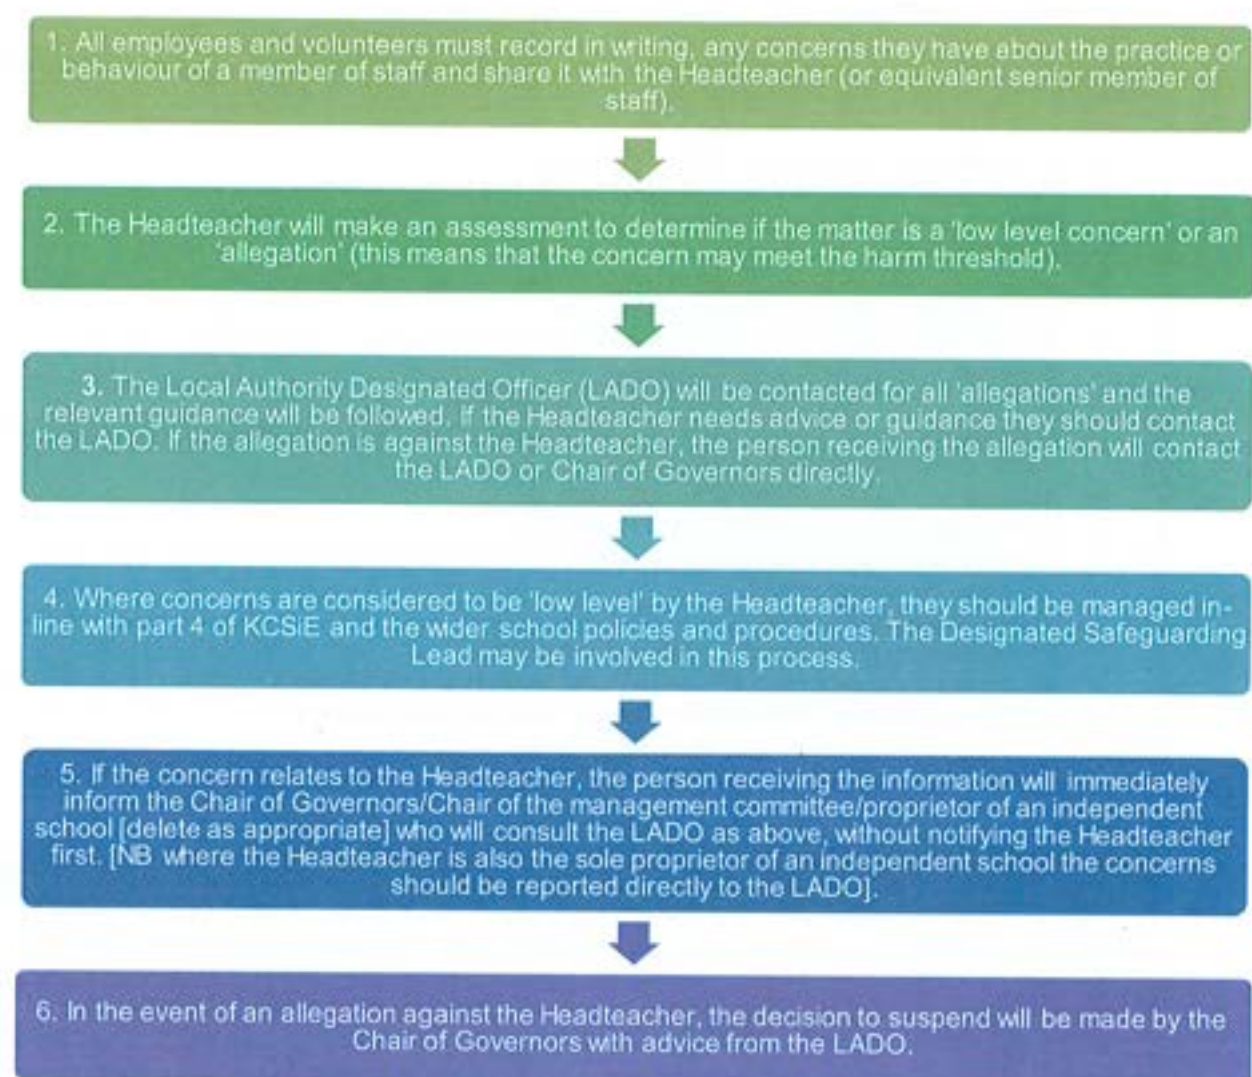 1. All employees and volunteers must record in writing, any concerns they have about the practice or
behaviour of a member of staff and share it with the Headteacher (or equivalent senior member of
staff).
2. The Headteacher will make an assessment to determine if the matter is a 'low level concern' or an
'allegation' (this means that the concern may meet the harm threshold).
3. The Local Authority Designated Officer (LADO) will be contacted for all 'allegations' and the
relevant guidance will be followed. If the Headteacher needs advice or guidance they should contact
the LADO. If the allegation is against the Headteacher, the person receiving the allegation will contact
the LADO or Chair of Governors directly.
4. Where concerns are considered to be 'low level' by the Headteacher, they should be managed in-
line with part 4 of KCSiE and the wider school policies and procedures. The Designated Safeguarding
Lead may be involved in this process.
5. If the concern relates to the Headteacher, the person receiving the information will immediately
inform the Chair of Governors/Chair of the management committee/proprietor of an independent
school [delete as appropriate] who will consult the LADO as above, without notifying the Headteacher
first. [NB where the Headteacher is also the sole proprietor of an independent school the concerns
should be reported directly to the LADO].
6. In the event of an allegation against the Headteacher, the decision to suspend will be made by the
Chair of Governors with advice from the LADO.